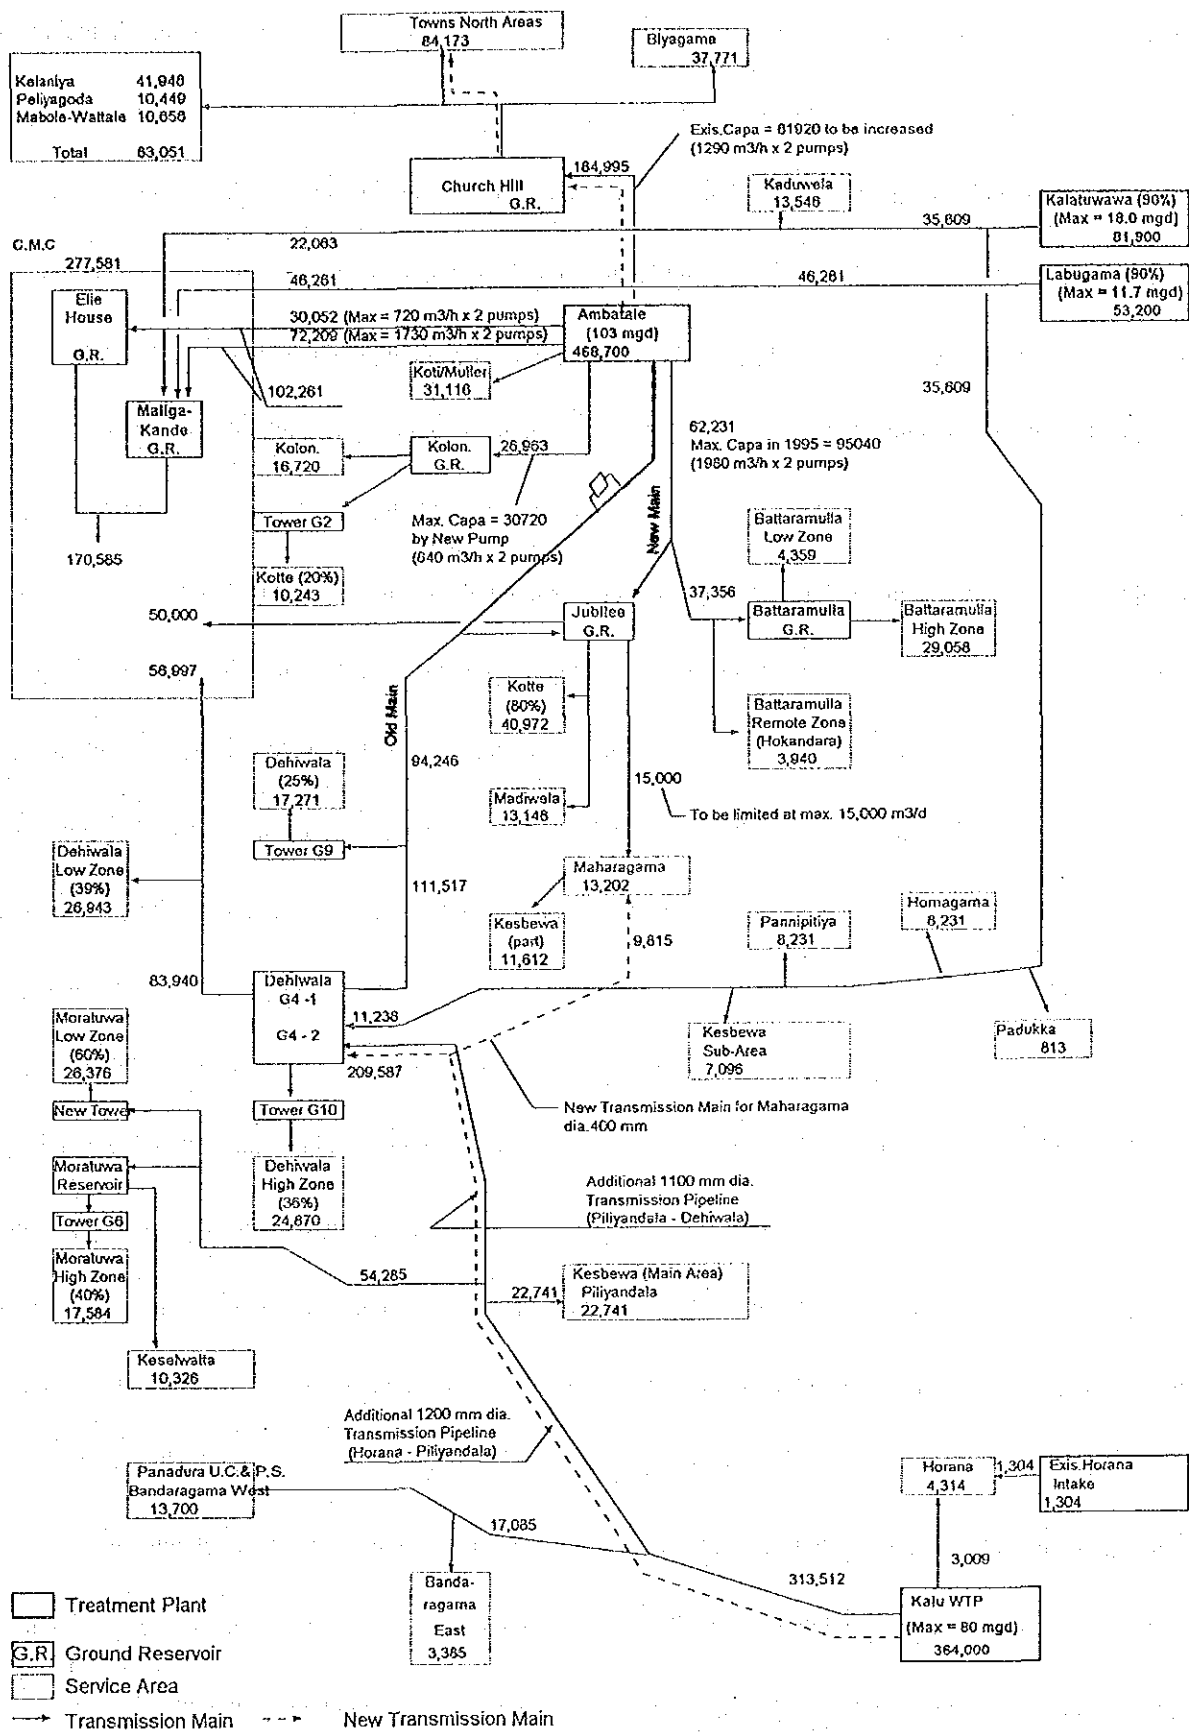 Towns North Areas
84,173
Biyagama
37,771
Kelaniya 41,948
Peliyagoda 10,449
Mabole-Wattale 10,656
Total 63,051
Exis.Capa = 61920 to be increased
(1290 m3/h x 2 pumps)
184,995
Church Hill
G.R.
Kaduwela
13,546
35,609
Kalatuwawa (90%)
(Max = 18.0 mgd)
81,900
C.M.C
22,063
277,581
46,261
46,261
Labugama (90%)
(Max = 11.7 mgd)
53,200
Elie
House
G.R.
30,052 (Max = 720 m3/h x 2 pumps)
72,209 (Max = 1730 m3/h x 2 pumps)
Ambatale
(103 mgd)
468,700
Koti/Muller
31,116
102,261
35,609
Maliga-
Kande
G.R.
62,231
Max. Capa in 1995 = 95040
(1980 m3/h x 2 pumps)
Kolon.
16,720
Kolon.
G.R.
26,963
Tower G2
Max. Capa = 30720
by New Pump
(640 m3/h x 2 pumps)
New Main
Battaramulla
Low Zone
4,359
170,585
Kotte (20%)
10,243
37,356
50,000
Jubilee
G.R.
Battaramulla
G.R.
Battaramulla
High Zone
29,058
56,997
Old Main
Kotte
(80%)
40,972
Battaramulla
Remote Zone
(Hokandara)
3,940
Dehiwala
(25%)
17,271
94,246
15,000
Madiwela
13,148
To be limited at max. 15,000 m3/d
Tower G9
Dehiwala
Low Zone
(39%)
26,943
111,517
Maharagama
13,202
Homagama
8,231
Kesbewa
(part)
11,612
9,815
Pannipitiya
8,231
83,940
Dehiwala
G4 -1
G4 - 2
11,238
Moratuwa
Low Zone
(60%)
26,376
Kesbewa
Sub-Area
7,096
Padukka
813
209,587
New Towe
Tower G10
New Transmission Main for Maharagama
dia.400 mm
Moratuwa
Reservoir
Dehiwala
High Zone
(36%)
24,870
Additional 1100 mm dia.
Transmission Pipeline
(Piliyandala - Dehiwala)
Tower G6
Moratuwa
High Zone
(40%)
17,584
54,285
22,741
Kesbewa (Main Area)
Piliyandala
22,741
Keselwatta
10,326
Additional 1200 mm dia.
Transmission Pipeline
(Horana - Piliyandala)
Panadura U.C.& P.S.
Bandaragama West
13,700
Horana
4,314
1,304
Exis.Horana
Intake
1,304
17,085
3,009
313,512
Banda-
ragama
East
3,385
Kalu WTP
(Max = 80 mgd)
364,000
Treatment Plant
G.R. Ground Reservoir
Service Area
Transmission Main New Transmission Main